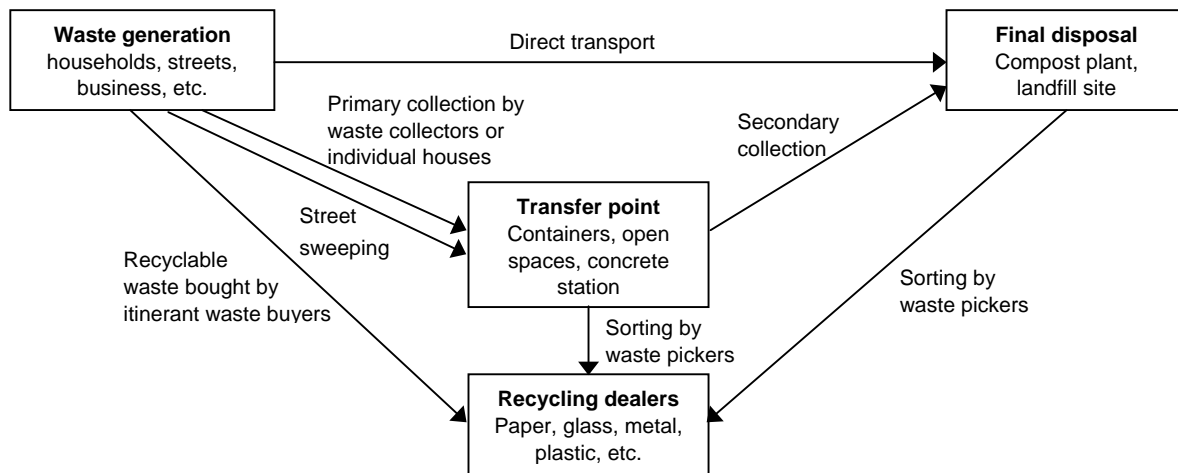 Waste generation
households, streets,
business, etc.
Direct transport
Final disposal
Compost plant,
landfill site
Primary collection by
waste collectors or
individual houses
Secondary
collection
Transfer point
Containers, open
spaces, concrete
station
Street
sweeping
Recyclable
waste bought by
itinerant waste buyers
Sorting by
waste pickers
Sorting by
waste pickers
Recycling dealers
Paper, glass, metal,
plastic, etc.